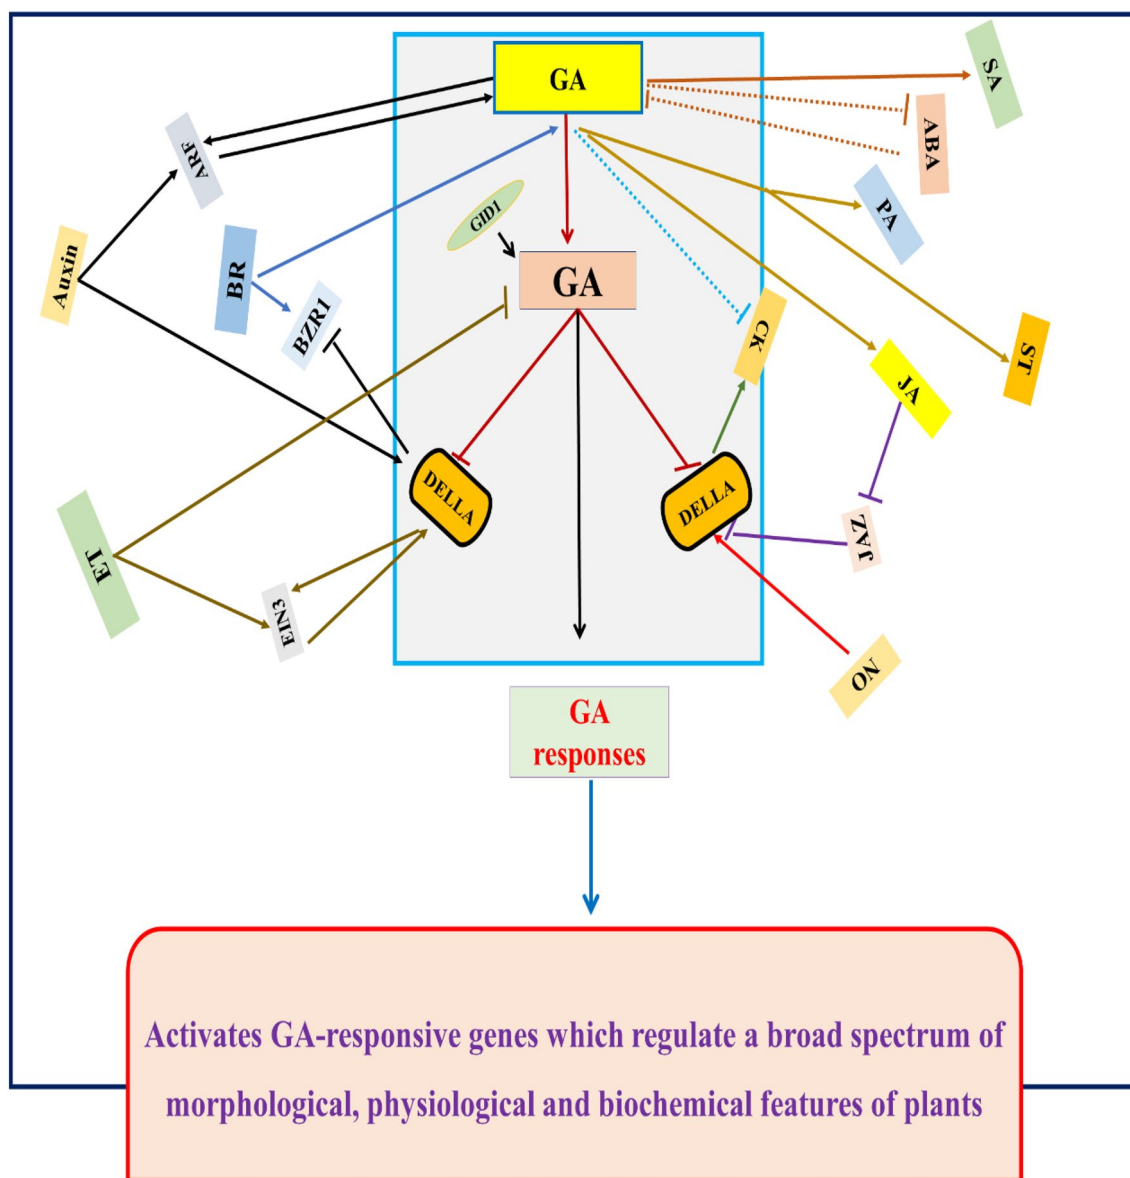 GA
SA
ABA
ARF
PA
GID1
Auxin
BR
GA
BZR1
CK
ST
JA
DELLA
DELLA
JAZ
ET
EIN3
NO
GA
responses
Activates GA-responsive genes which regulate a broad spectrum of
morphological, physiological and biochemical features of plants